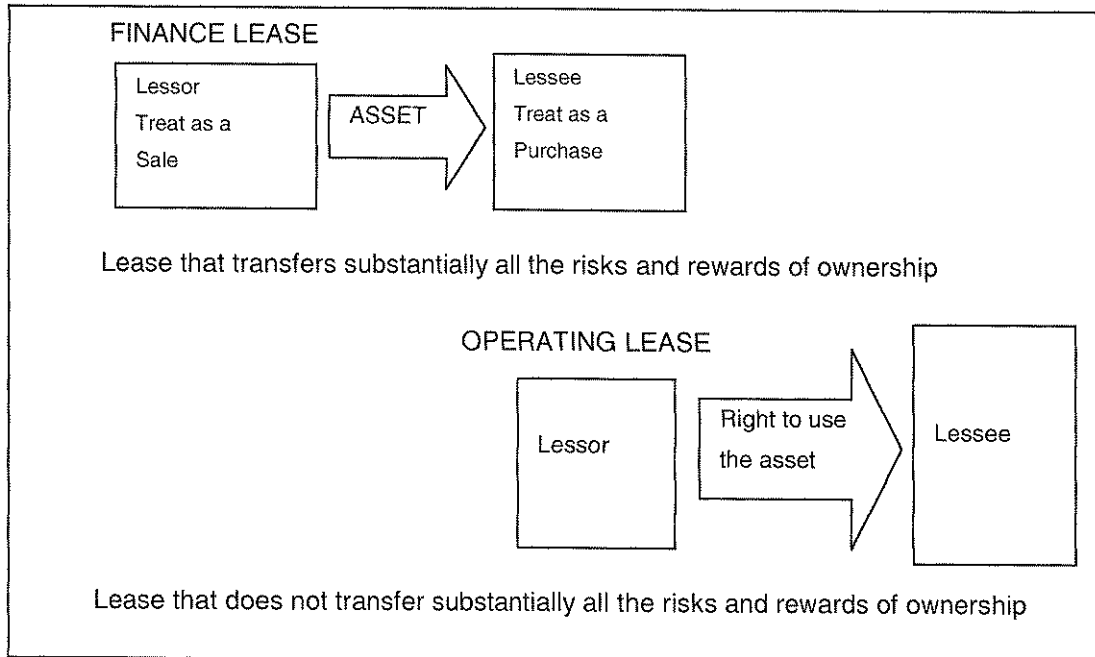 FINANCE LEASE
Lessor
Treat as a
Sale
ASSET
Lessee
Treat as a
Purchase
Lease that transfers substantially all the risks and rewards of ownership
OPERATING LEASE
Lessor
Right to use
the asset
Lessee
Lease that does not transfer substantially all the risks and rewards of ownership